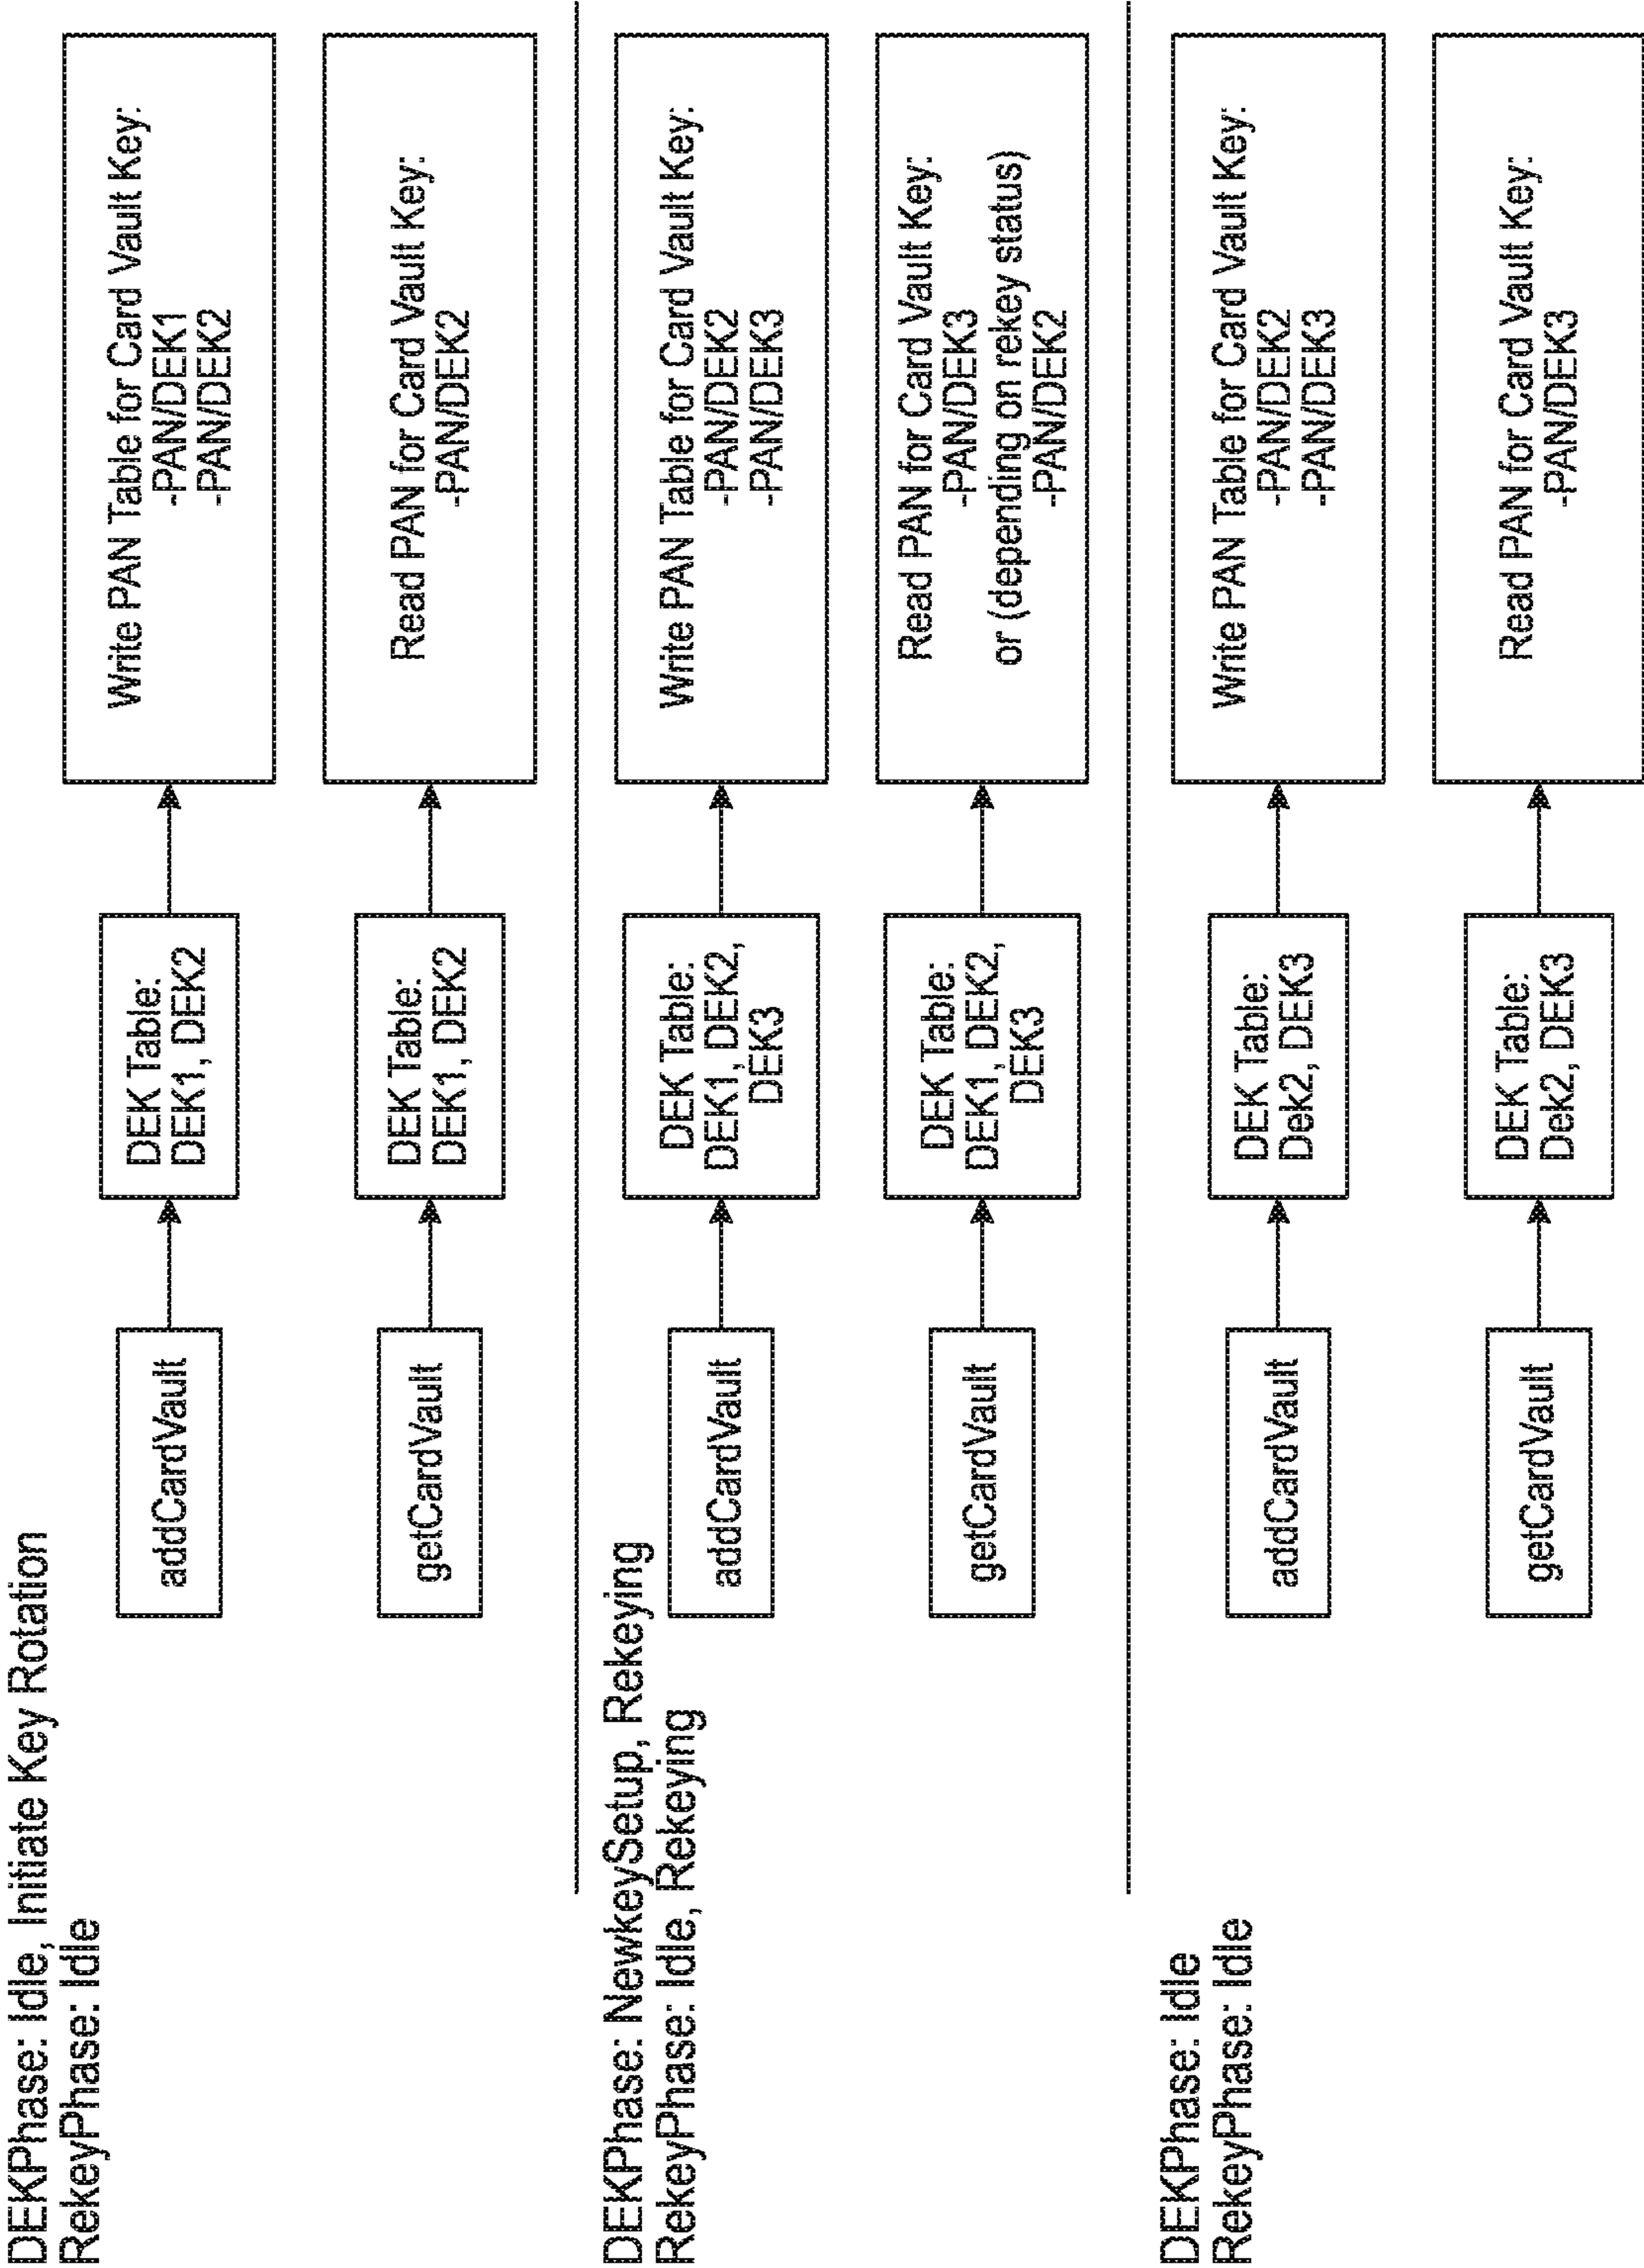 DEKPhase: Idle, Initiate Key Rotation
RekeyPhase: Idle
addCardVault
DEK Table:
DEK1, DEK2
Write PAN Table for Card Vault Key:
-PAN/DEK1
-PAN/DEK2
getCardVault
DEK Table:
DEK1, DEK2
Read PAN for Card Vault Key:
-PAN/DEK2
DEKPhase: NewkeySetup, Rekeying
RekeyPhase: Idle, Rekeying
addCardVault
DEK Table:
DEK1, DEK2,
DEK3
Write PAN Table for Card Vault Key:
-PAN/DEK2
-PAN/DEK3
getCardVault
DEK Table:
DEK1, DEK2,
DEK3
Read PAN for Card Vault Key:
-PAN/DEK3
or (depending on rekey status)
-PAN/DEK2
DEKPhase: Idle
RekeyPhase: Idle
addCardVault
DEK Table:
Dek2, DEK3
Write PAN Table for Card Vault Key:
-PAN/DEK2
-PAN/DEK3
getCardVault
DEK Table:
Dek2, DEK3
Read PAN for Card Vault Key:
-PAN/DEK3